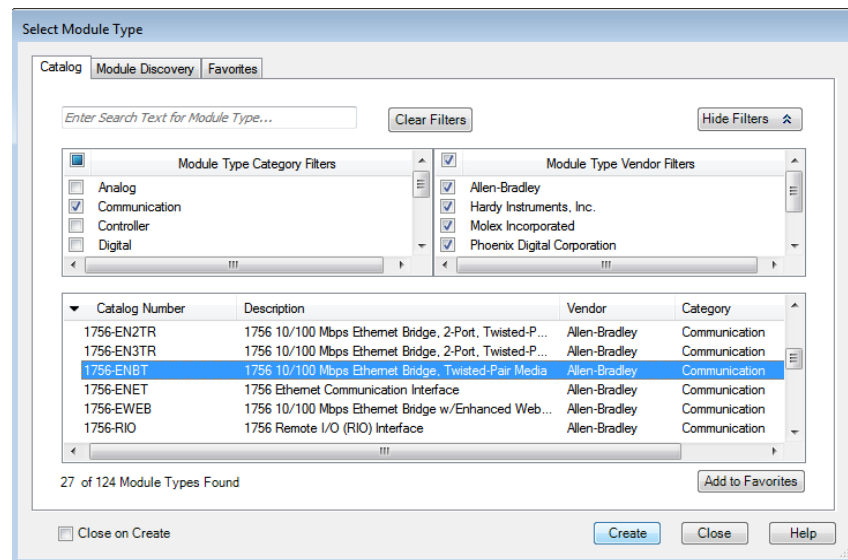 Select Module Type
Catalog Module Discovery Favorites
Enter Search Text for Module Type... Clear Filters Hide Filters
Module Type Category Filters Module Type Vendor Filters
Analog Allen-Bradley
Communication Hardy Instruments, Inc.
Controller Molex Incorporated
Digital Phoenix Digital Corporation
Catalog Number Description Vendor Category
1756-EN2TR 1756 10/100 Mbps Ethernet Bridge, 2-Port, Twisted-P... Allen-Bradley Communication
1756-EN3TR 1756 10/100 Mbps Ethernet Bridge, 2-Port, Twisted-P... Allen-Bradley Communication
1756-ENBT 1756 10/100 Mbps Ethernet Bridge, Twisted-Pair Media Allen-Bradley Communication
1756-ENET 1756 Ethernet Communication Interface Allen-Bradley Communication
1756-EWEB 1756 10/100 Mbps Ethernet Bridge w/Enhanced Web... Allen-Bradley Communication
1756-RIO 1756 Remote I/O (RIO) Interface Allen-Bradley Communication
27 of 124 Module Types Found Add to Favorites
Close on Create Create Close Help